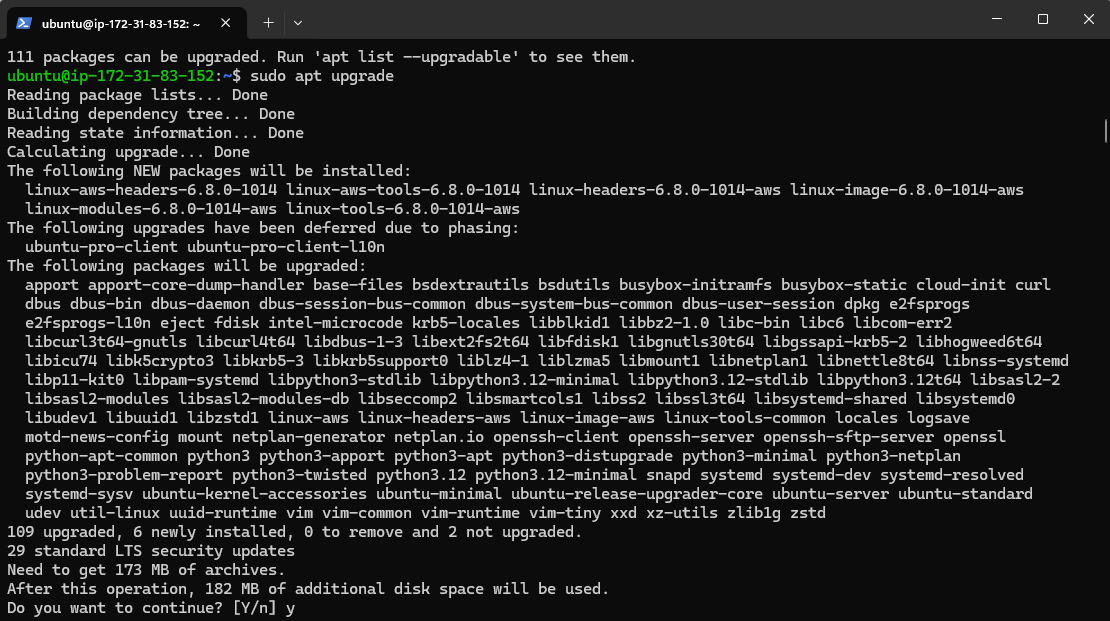 ubuntu@ip-172-31-83-152: ~
111 packages can be upgraded. Run 'apt list --upgradable' to see them.
ubuntu@ip-172-31-83-152:~$ sudo apt upgrade
Reading package lists... Done
Building dependency tree... Done
Reading state information... Done
Calculating upgrade... Done
The following NEW packages will be installed:
  linux-aws-headers-6.8.0-1014 linux-aws-tools-6.8.0-1014 linux-headers-6.8.0-1014-aws linux-image-6.8.0-1014-aws
  linux-modules-6.8.0-1014-aws linux-tools-6.8.0-1014-aws
The following upgrades have been deferred due to phasing:
  ubuntu-pro-client ubuntu-pro-client-l10n
The following packages will be upgraded:
  apport apport-core-dump-handler base-files bsdextrautils bsdutils busybox-initramfs busybox-static cloud-init curl
  dbus dbus-bin dbus-daemon dbus-session-bus-common dbus-system-bus-common dbus-user-session dpkg e2fsprogs
  e2fsprogs-l10n eject fdisk intel-microcode krb5-locales libblkid1 libbz2-1.0 libc-bin libc6 libcom-err2
  libcurl3t64-gnutls libcurl4t64 libdbus-1-3 libext2fs2t64 libfdisk1 libgnutls30t64 libgssapi-krb5-2 libhogweed6t64
  libicu74 libk5crypto3 libkrb5-3 libkrb5support0 liblz4-1 liblzma5 libmount1 libnetplan1 libnettle8t64 libnss-systemd
  libp11-kit0 libpam-systemd libpython3-stdlib libpython3.12-minimal libpython3.12-stdlib libpython3.12t64 libsasl2-2
  libsasl2-modules libsasl2-modules-db libseccomp2 libsmartcols1 libss2 libssl3t64 libsystemd-shared libsystemd0
  libudev1 libuuid1 libzstd1 linux-aws linux-headers-aws linux-image-aws linux-tools-common locales logsave
  motd-news-config mount netplan-generator netplan.io openssh-client openssh-server openssh-sftp-server openssl
  python-apt-common python3 python3-apport python3-apt python3-distupgrade python3-minimal python3-netplan
  python3-problem-report python3-twisted python3.12 python3.12-minimal snapd systemd systemd-dev systemd-resolved
  systemd-sysv ubuntu-kernel-accessories ubuntu-minimal ubuntu-release-upgrader-core ubuntu-server ubuntu-standard
  udev util-linux uuid-runtime vim vim-common vim-runtime vim-tiny xxd xz-utils zlib1g zstd
109 upgraded, 6 newly installed, 0 to remove and 2 not upgraded.
29 standard LTS security updates
Need to get 173 MB of archives.
After this operation, 182 MB of additional disk space will be used.
Do you want to continue? [Y/n] y